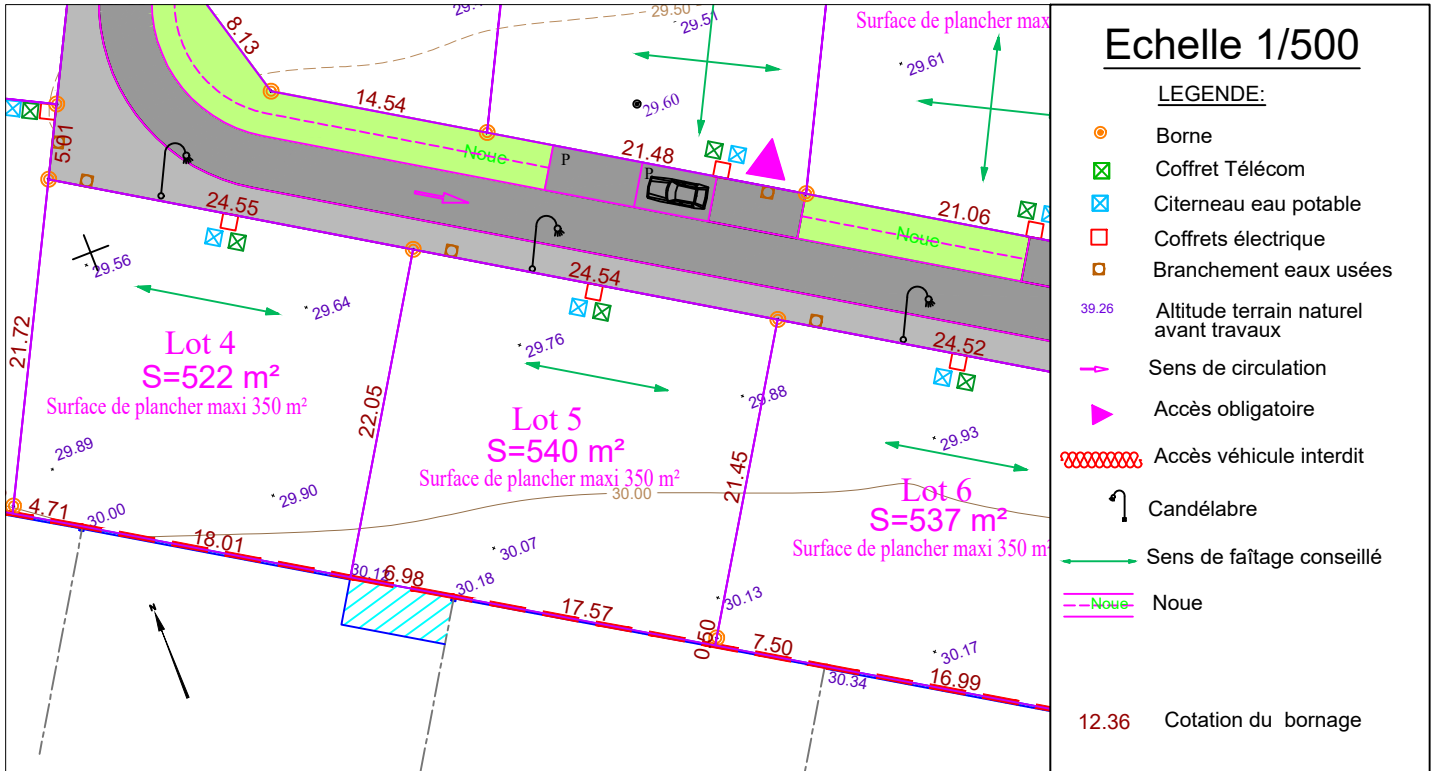 29.50
29.51
Surface de plancher maxi
8.13
29.61
14.54
29.60
5.01
Noue
P
21.48
P
24.55
21.06
Noue
29.56
24.54
29.64
21.72
Lot 4
S=522 m²
Surface de plancher maxi 350 m²
29.76
24.52
22.05
29.88
Lot 5
S=540 m²
Surface de plancher maxi 350 m²
29.89
29.90
21.45
29.93
30.00
Lot 6
S=537 m²
Surface de plancher maxi 350 m²
4.71
30.00
18.01
30.07
30.12
6.98
30.18
17.57
30.13
0.50
7.50
30.17
30.34
16.99
N
Echelle 1/500
LEGENDE:
Borne
Coffret Télécom
Citerneau eau potable
Coffrets électrique
Branchement eaux usées
39.26 Altitude terrain naturel
avant travaux
Sens de circulation
Accès obligatoire
Accès véhicule interdit
Candélabre
Sens de faîtage conseillé
Noue Noue
12.36 Cotation du bornage